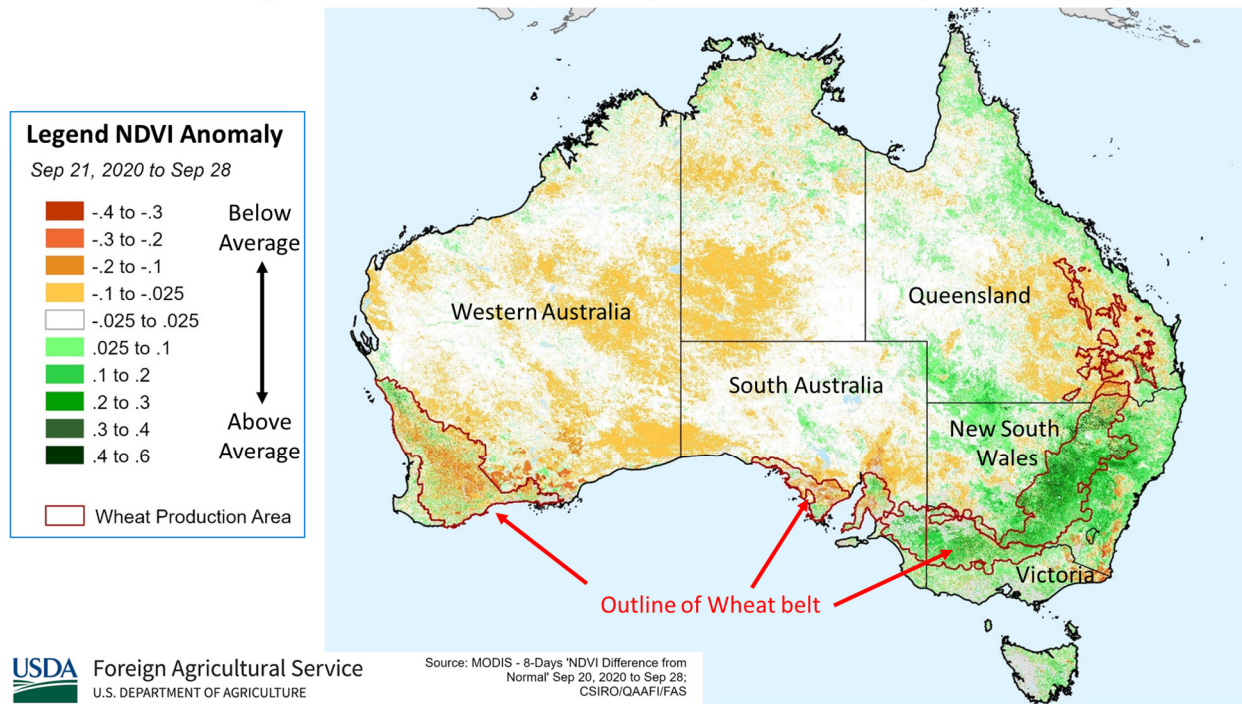 Legend NDVI Anomaly
Sep 21, 2020 to Sep 28
-.4 to -.3
-.3 to -.2
-.2 to -.1
-.1 to -.025
-.025 to .025
.025 to .1
.1 to .2
.2 to .3
.3 to .4
.4 to .6
Below
Average
Above
Average
Wheat Production Area
Western Australia
Queensland
South Australia
New South
Wales
Victoria
Outline of Wheat belt
USDA
Foreign Agricultural Service
U.S. DEPARTMENT OF AGRICULTURE
Source: MODIS - 8-Days 'NDVI Difference from
Normal' Sep 20, 2020 to Sep 28;
CSIRO/QAAFI/FAS